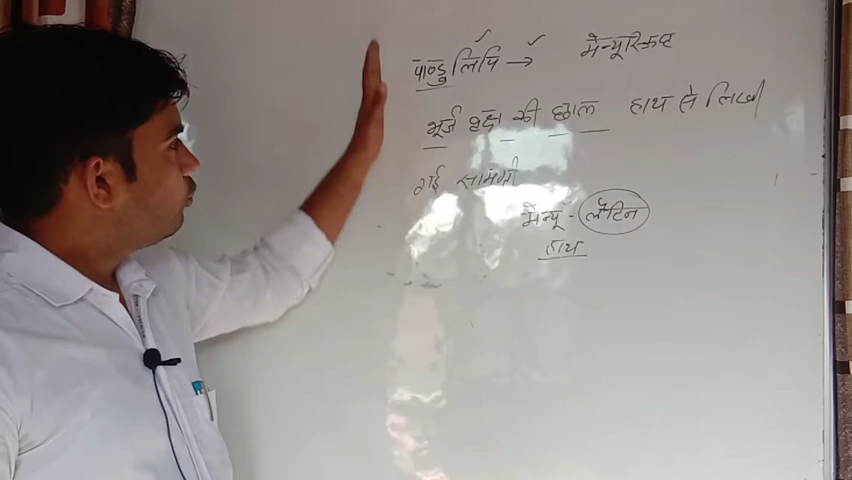 पाण्डुलिपि → मैन्यूस्क्रिप्ट
भूर्ज वृक्ष की छाल हाथ से लिखी
गई सामग्री
मैन्यू - लैटिन
हाथ